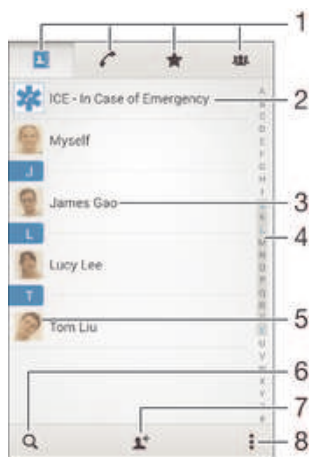 1
ICE - In Case of Emergency
2
Myself
J
James Gao
3
L
4
Lucy Lee
T
5
Tom Liu
6
7
8
A
B
C
D
E
F
G
H
I
J
K
L
M
N
O
P
Q
R
S
T
U
V
W
X
Y
Z
#